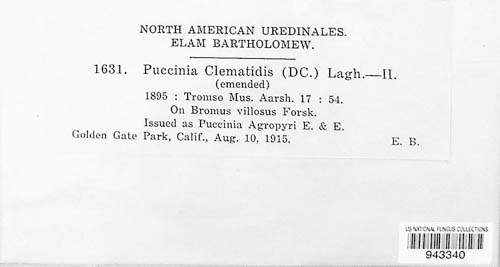 NORTH AMERICAN UREDINALES.
ELAM BARTHOLOMEW.
1631. Puccinia Clematidis (DC.) Lagh.—II.
(emended)
1895 : Tromso Mus. Aarsh. 17 : 54.
On Bromus villosus Forsk.
Issued as Puccinia Agropyri E. & E.
Golden Gate Park, Calif., Aug. 10, 1915. E. B.
US NATIONAL FUNGUS COLLECTIONS
943340